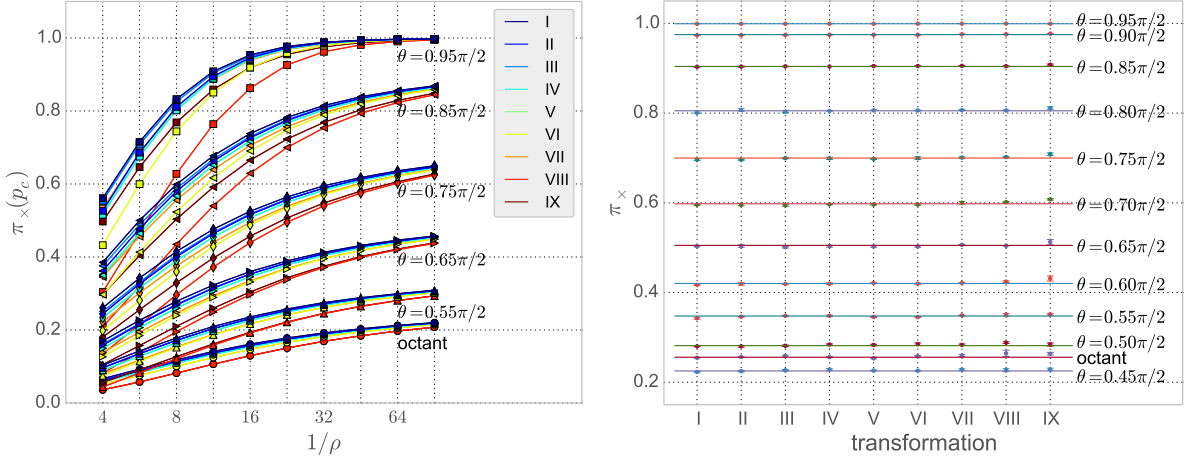 1.0
0.8
0.6
0.4
0.2
0.0
π×(p_c)
4
8
16
32
64
1/ρ
θ=0.95π/2
θ=0.85π/2
θ=0.75π/2
θ=0.65π/2
θ=0.55π/2
octant
I
II
III
IV
V
VI
VII
VIII
IX
1.0
0.8
0.6
0.4
0.2
π×
I
II
III
IV
V
VI
VII
VIII
IX
transformation
θ=0.95π/2
θ=0.90π/2
θ=0.85π/2
θ=0.80π/2
θ=0.75π/2
θ=0.70π/2
θ=0.65π/2
θ=0.60π/2
θ=0.55π/2
θ=0.50π/2
octant
θ=0.45π/2